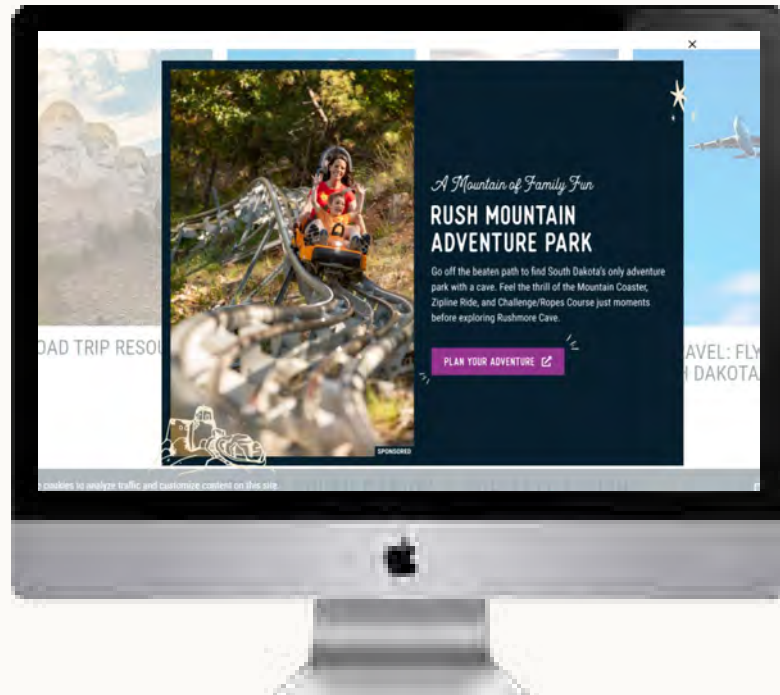 A Mountain of Family Fun
RUSH MOUNTAIN
ADVENTURE PARK
Go off the beaten path to find South Dakota's only adventure
park with a cave. Feel the thrill of the Mountain Coaster,
Zipline Ride, and Challenge/Ropes Course just moments
before exploring Rushmore Cave.
PLAN YOUR ADVENTURE
SPONSORED
OAD TRIP RESOU
AVEL: FLY
H DAKOTA
cookies to analyze traffic and customize content on this site.